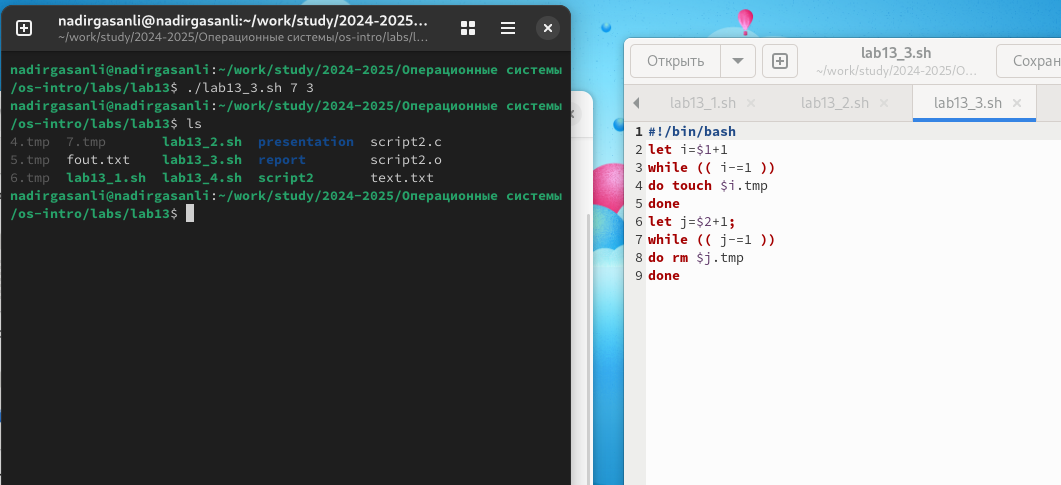 nadirgasanli@nadirgasanli:~/work/study/2024-2025...
~/work/study/2024-2025/Операционные системы/os-intro/labs/l...
nadirgasanli@nadirgasanli:~/work/study/2024-2025/Операционные системы
/os-intro/labs/lab13$ ./lab13_3.sh 7 3
nadirgasanli@nadirgasanli:~/work/study/2024-2025/Операционные системы
/os-intro/labs/lab13$ ls
4.tmp 7.tmp lab13_2.sh presentation script2.c
5.tmp fout.txt lab13_3.sh report script2.o
6.tmp lab13_1.sh lab13_4.sh script2 text.txt
nadirgasanli@nadirgasanli:~/work/study/2024-2025/Операционные системы
/os-intro/labs/lab13$
Открыть
lab13_3.sh
~/work/study/2024-2025/О...
Сохран
lab13_1.sh lab13_2.sh lab13_3.sh
1 #!/bin/bash
2 let i=$1+1
3 while (( i-=1 ))
4 do touch $i.tmp
5 done
6 let j=$2+1;
7 while (( j-=1 ))
8 do rm $j.tmp
9 done